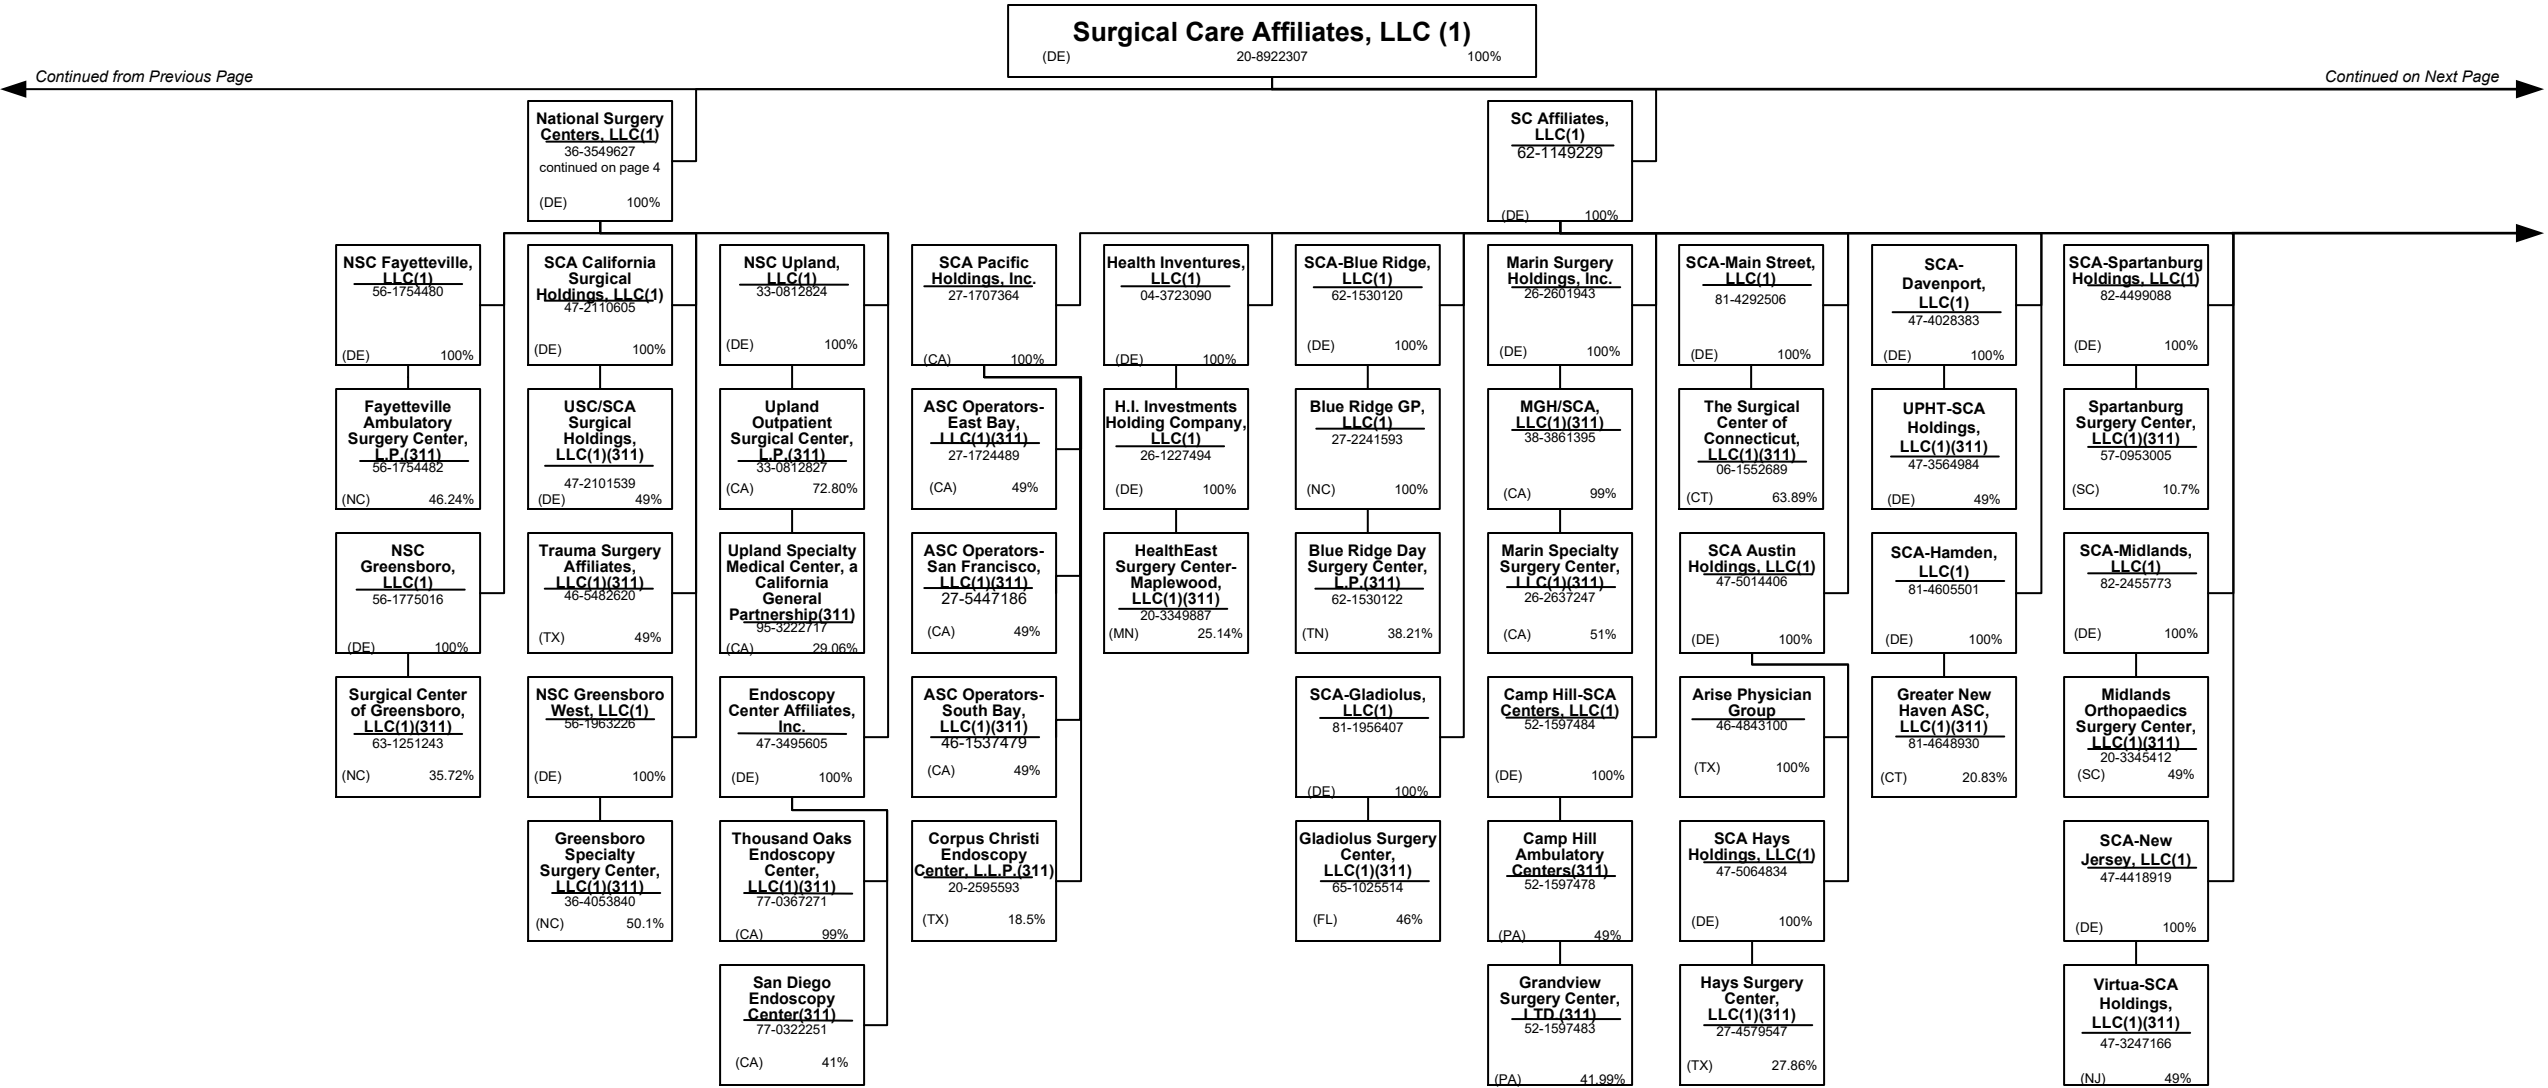 Surgical Care Affiliates, LLC (1)
(DE) 20-8922307 100%
Continued from Previous Page
Continued on Next Page
National Surgery
Centers, LLC(1)
36-3549627
continued on page 4
(DE) 100%
SC Affiliates,
LLC(1)
62-1149229
(DE) 100%
NSC Fayetteville,
LLC(1)
56-1754480
(DE) 100%
SCA California
Surgical
Holdings, LLC(1)
47-2110605
(DE) 100%
NSC Upland,
LLC(1)
33-0812824
(DE) 100%
SCA Pacific
Holdings, Inc.
27-1707364
(CA) 100%
Health Inventures,
LLC(1)
04-3723090
(DE) 100%
SCA-Blue Ridge,
LLC(1)
62-1530120
(DE) 100%
Marin Surgery
Holdings, Inc.
26-2601943
(DE) 100%
SCA-Main Street,
LLC(1)
81-4292506
(DE) 100%
SCA-
Davenport,
LLC(1)
47-4028383
(DE) 100%
SCA-Spartanburg
Holdings, LLC(1)
82-4499088
(DE) 100%
Fayetteville
Ambulatory
Surgery Center,
L.P.(311)
56-1754482
(NC) 46.24%
USC/SCA
Surgical
Holdings,
LLC(1)(311)
47-2101539
(DE) 49%
Upland
Outpatient
Surgical Center,
L.P.(311)
33-0812827
(CA) 72.80%
ASC Operators-
East Bay,
LLC(1)(311)
27-1724489
(CA) 49%
H.I. Investments
Holding Company,
LLC(1)
26-1227494
(DE) 100%
Blue Ridge GP,
LLC(1)
27-2241593
(NC) 100%
MGH/SCA,
LLC(1)(311)
38-3861395
(CA) 99%
The Surgical
Center of
Connecticut,
LLC(1)(311)
06-1552689
(CT) 63.89%
UPHT-SCA
Holdings,
LLC(1)(311)
47-3564984
(DE) 49%
Spartanburg
Surgery Center,
LLC(1)(311)
57-0953005
(SC) 10.7%
NSC
Greensboro,
LLC(1)
56-1775016
(DE) 100%
Trauma Surgery
Affiliates,
LLC(1)(311)
46-5482620
(TX) 49%
Upland Specialty
Medical Center, a
California
General
Partnership(311)
95-3222717
(CA) 29.06%
ASC Operators-
San Francisco,
LLC(1)(311)
27-5447186
(CA) 49%
HealthEast
Surgery Center-
Maplewood,
LLC(1)(311)
20-3349887
(MN) 25.14%
Blue Ridge Day
Surgery Center,
L.P.(311)
62-1530122
(TN) 38.21%
Marin Specialty
Surgery Center,
LLC(1)(311)
26-2637247
(CA) 51%
SCA Austin
Holdings, LLC(1)
47-5014406
(DE) 100%
SCA-Hamden,
LLC(1)
81-4605501
(DE) 100%
SCA-Midlands,
LLC(1)
82-2455773
(DE) 100%
Surgical Center
of Greensboro,
LLC(1)(311)
63-1251243
(NC) 35.72%
NSC Greensboro
West, LLC(1)
56-1963226
(DE) 100%
Endoscopy
Center Affiliates,
Inc.
47-3495605
(DE) 100%
ASC Operators-
South Bay,
LLC(1)(311)
46-1537479
(CA) 49%
SCA-Gladiolus,
LLC(1)
81-1956407
(DE) 100%
Camp Hill-SCA
Centers, LLC(1)
52-1597484
(DE) 100%
Arise Physician
Group
46-4843100
(TX) 100%
Greater New
Haven ASC,
LLC(1)(311)
81-4648930
(CT) 20.83%
Midlands
Orthopaedics
Surgery Center,
LLC(1)(311)
20-3345412
(SC) 49%
Greensboro
Specialty
Surgery Center,
LLC(1)(311)
36-4053840
(NC) 50.1%
Thousand Oaks
Endoscopy
Center,
LLC(1)(311)
77-0367271
(CA) 99%
Corpus Christi
Endoscopy
Center, L.L.P.(311)
20-2595593
(TX) 18.5%
Gladiolus Surgery
Center,
LLC(1)(311)
65-1025514
(FL) 46%
Camp Hill
Ambulatory
Centers(311)
52-1597478
(PA) 49%
SCA Hays
Holdings, LLC(1)
47-5064834
(DE) 100%
SCA-New
Jersey, LLC(1)
47-4418919
(DE) 100%
San Diego
Endoscopy
Center(311)
77-0322251
(CA) 41%
Grandview
Surgery Center,
LTD.(311)
52-1597483
(PA) 41.99%
Hays Surgery
Center,
LLC(1)(311)
27-4579547
(TX) 27.86%
Virtua-SCA
Holdings,
LLC(1)(311)
47-3247166
(NJ) 49%